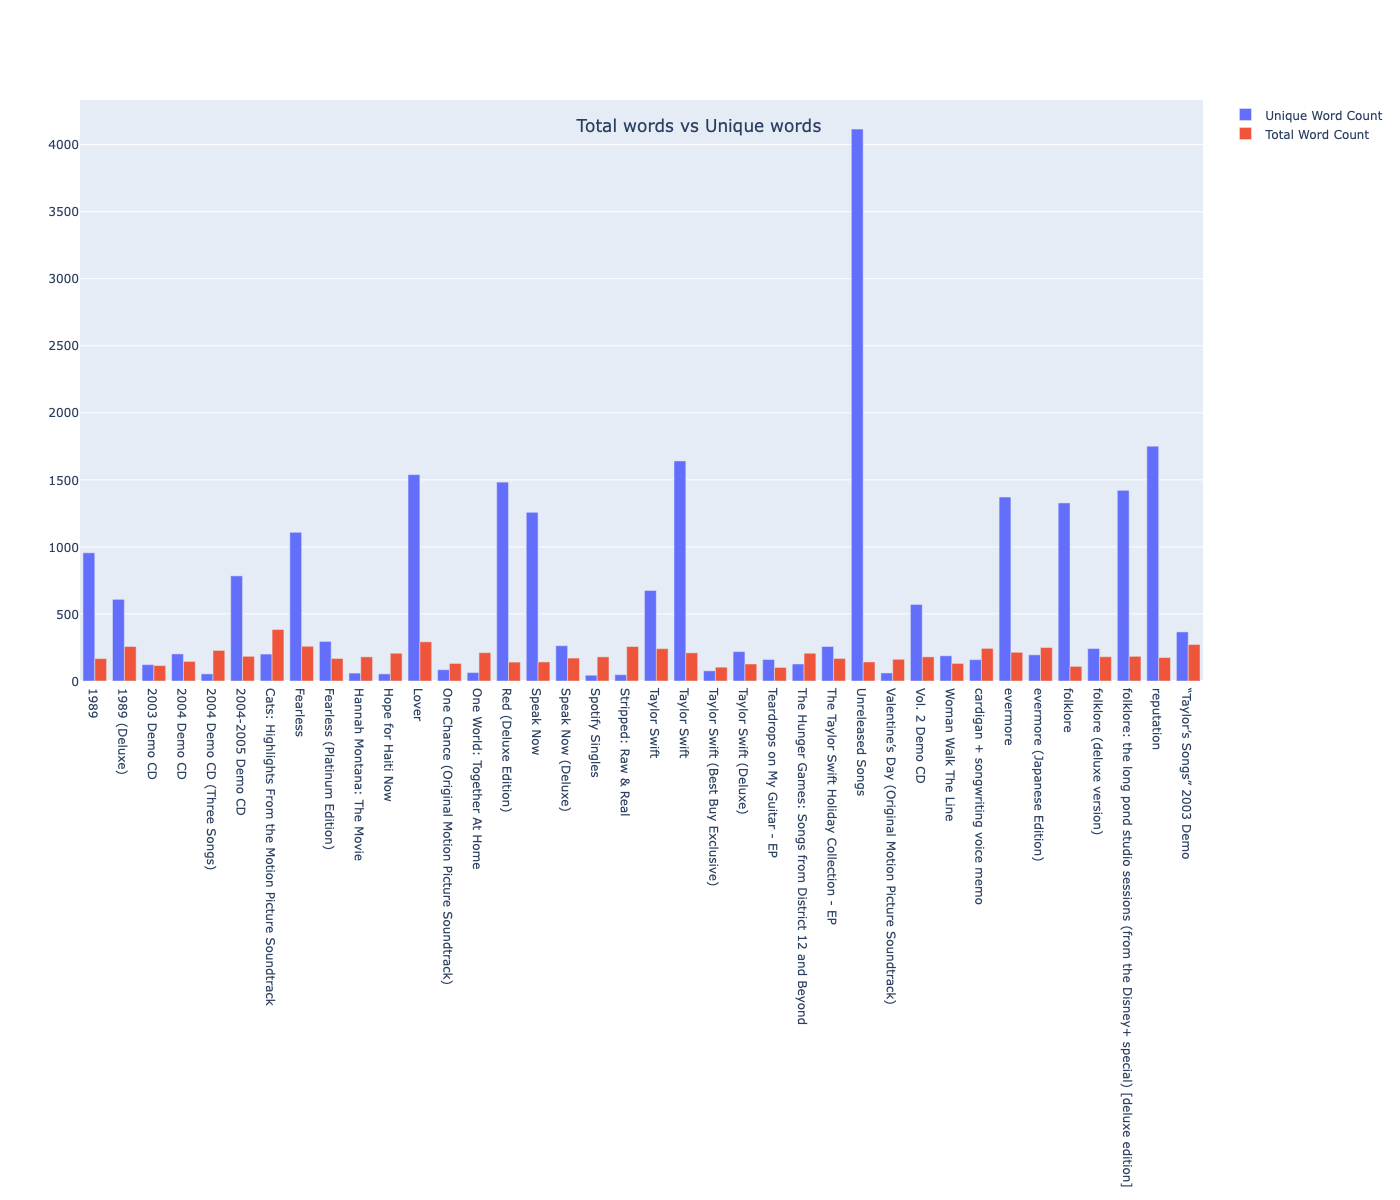 Total words vs Unique words
Unique Word Count
Total Word Count
4000
3500
3000
2500
2000
1500
1000
500
0
1989
1989 (Deluxe)
2003 Demo CD
2004 Demo CD
2004 Demo CD (Three Songs)
2004-2005 Demo CD
Cats: Highlights From the Motion Picture Soundtrack
Fearless
Fearless (Platinum Edition)
Hannah Montana: The Movie
Hope for Haiti Now
Lover
One Chance (Original Motion Picture Soundtrack)
One World: Together At Home
Red (Deluxe Edition)
Speak Now
Speak Now (Deluxe)
Spotify Singles
Stripped: Raw & Real
Taylor Swift
Taylor Swift
Taylor Swift (Best Buy Exclusive)
Taylor Swift (Deluxe)
Teardrops on My Guitar - EP
The Hunger Games: Songs from District 12 and Beyond
The Taylor Swift Holiday Collection - EP
Unreleased Songs
Valentine’s Day (Original Motion Picture Soundtrack)
Vol. 2 Demo CD
Woman Walk The Line
cardigan + songwriting voice memo
evermore
evermore (Japanese Edition)
folklore
folklore (deluxe version)
folklore: the long pond studio sessions (from the Disney+ special) [deluxe edition]
reputation
“Taylor’s Songs” 2003 Demo